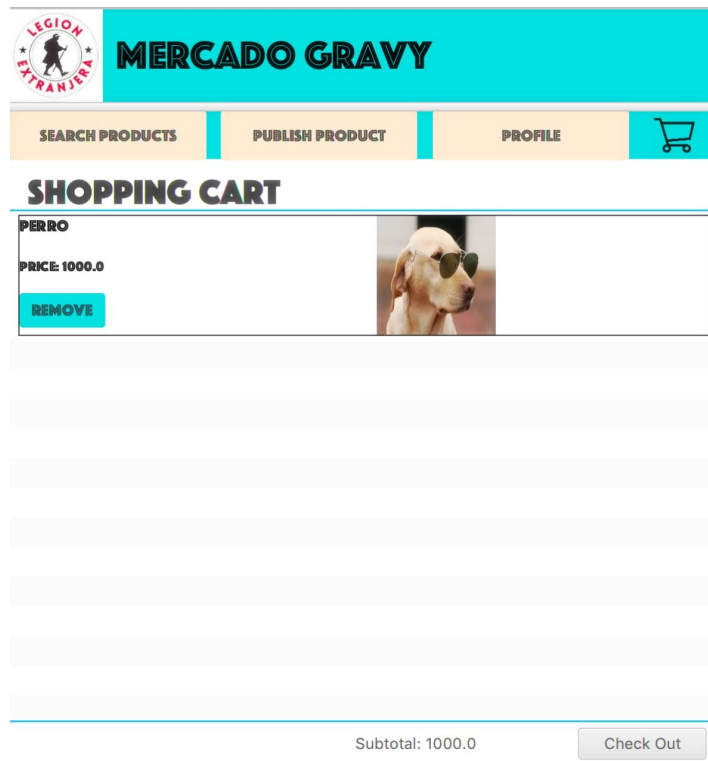 LEGION
EXTRANJERA
MERCADO GRAVY
SEARCH PRODUCTS
PUBLISH PRODUCT
PROFILE
SHOPPING CART
PERRO
PRICE: 1000.0
REMOVE
Subtotal: 1000.0
Check Out